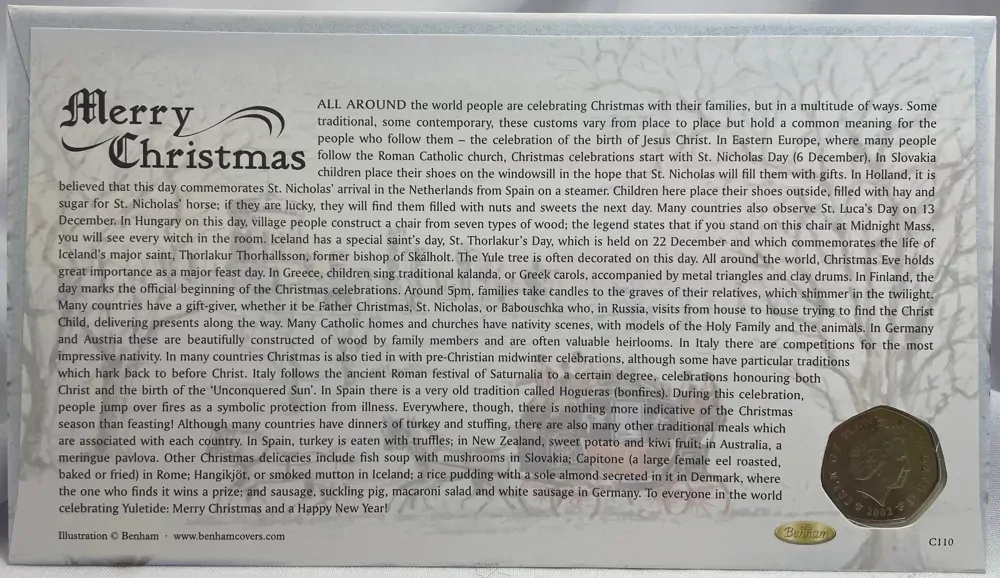 Merry
Christmas
ALL AROUND the world people are celebrating Christmas with their families, but in a multitude of ways. Some
traditional, some contemporary, these customs vary from place to place but hold a common meaning for the
people who follow them – the celebration of the birth of Jesus Christ. In Eastern Europe, where many people
follow the Roman Catholic church, Christmas celebrations start with St. Nicholas Day (6 December). In Slovakia
children place their shoes on the windowsill in the hope that St. Nicholas will fill them with gifts. In Holland, it is
believed that this day commemorates St. Nicholas' arrival in the Netherlands from Spain on a steamer. Children here place their shoes outside, filled with hay and
sugar for St. Nicholas' horse; if they are lucky, they will find them filled with nuts and sweets the next day. Many countries also observe St. Luca's Day on 13
December. In Hungary on this day, village people construct a chair from seven types of wood; the legend states that if you stand on this chair at Midnight Mass,
you will see every witch in the room. Iceland has a special saint's day, St. Thorlakur's Day, which is held on 22 December and which commemorates the life of
Iceland's major saint, Thorlakur Thorhallsson, former bishop of Skálholt. The Yule tree is often decorated on this day. All around the world, Christmas Eve holds
great importance as a major feast day. In Greece, children sing traditional kalanda, or Greek carols, accompanied by metal triangles and clay drums. In Finland, the
day marks the official beginning of the Christmas celebrations. Around 5pm, families take candles to the graves of their relatives, which shimmer in the twilight.
Many countries have a gift-giver, whether it be Father Christmas, St. Nicholas, or Babouschka who, in Russia, visits from house to house trying to find the Christ
Child, delivering presents along the way. Many Catholic homes and churches have nativity scenes, with models of the Holy Family and the animals. In Germany
and Austria these are beautifully constructed of wood by family members and are often valuable heirlooms. In Italy there are competitions for the most
impressive nativity. In many countries Christmas is also tied in with pre-Christian midwinter celebrations, although some have particular traditions
which hark back to before Christ. Italy follows the ancient Roman festival of Saturnalia to a certain degree, celebrations honouring both
Christ and the birth of the 'Unconquered Sun'. In Spain there is a very old tradition called Hogueras (bonfires). During this celebration,
people jump over fires as a symbolic protection from illness. Everywhere, though, there is nothing more indicative of the Christmas
season than feasting! Although many countries have dinners of turkey and stuffing, there are also many other traditional meals which
are associated with each country. In Spain, turkey is eaten with truffles; in New Zealand, sweet potato and kiwi fruit; in Australia, a
meringue pavlova. Other Christmas delicacies include fish soup with mushrooms in Slovakia; Capitone (a large female eel roasted,
baked or fried) in Rome; Hangikjöt, or smoked mutton in Iceland; a rice pudding with a sole almond secreted in it in Denmark, where
the one who finds it wins a prize; and sausage, suckling pig, macaroni salad and white sausage in Germany. To everyone in the world
celebrating Yuletide: Merry Christmas and a Happy New Year!
2002
Benham
Illustration © Benham · www.benhamcovers.com
C110